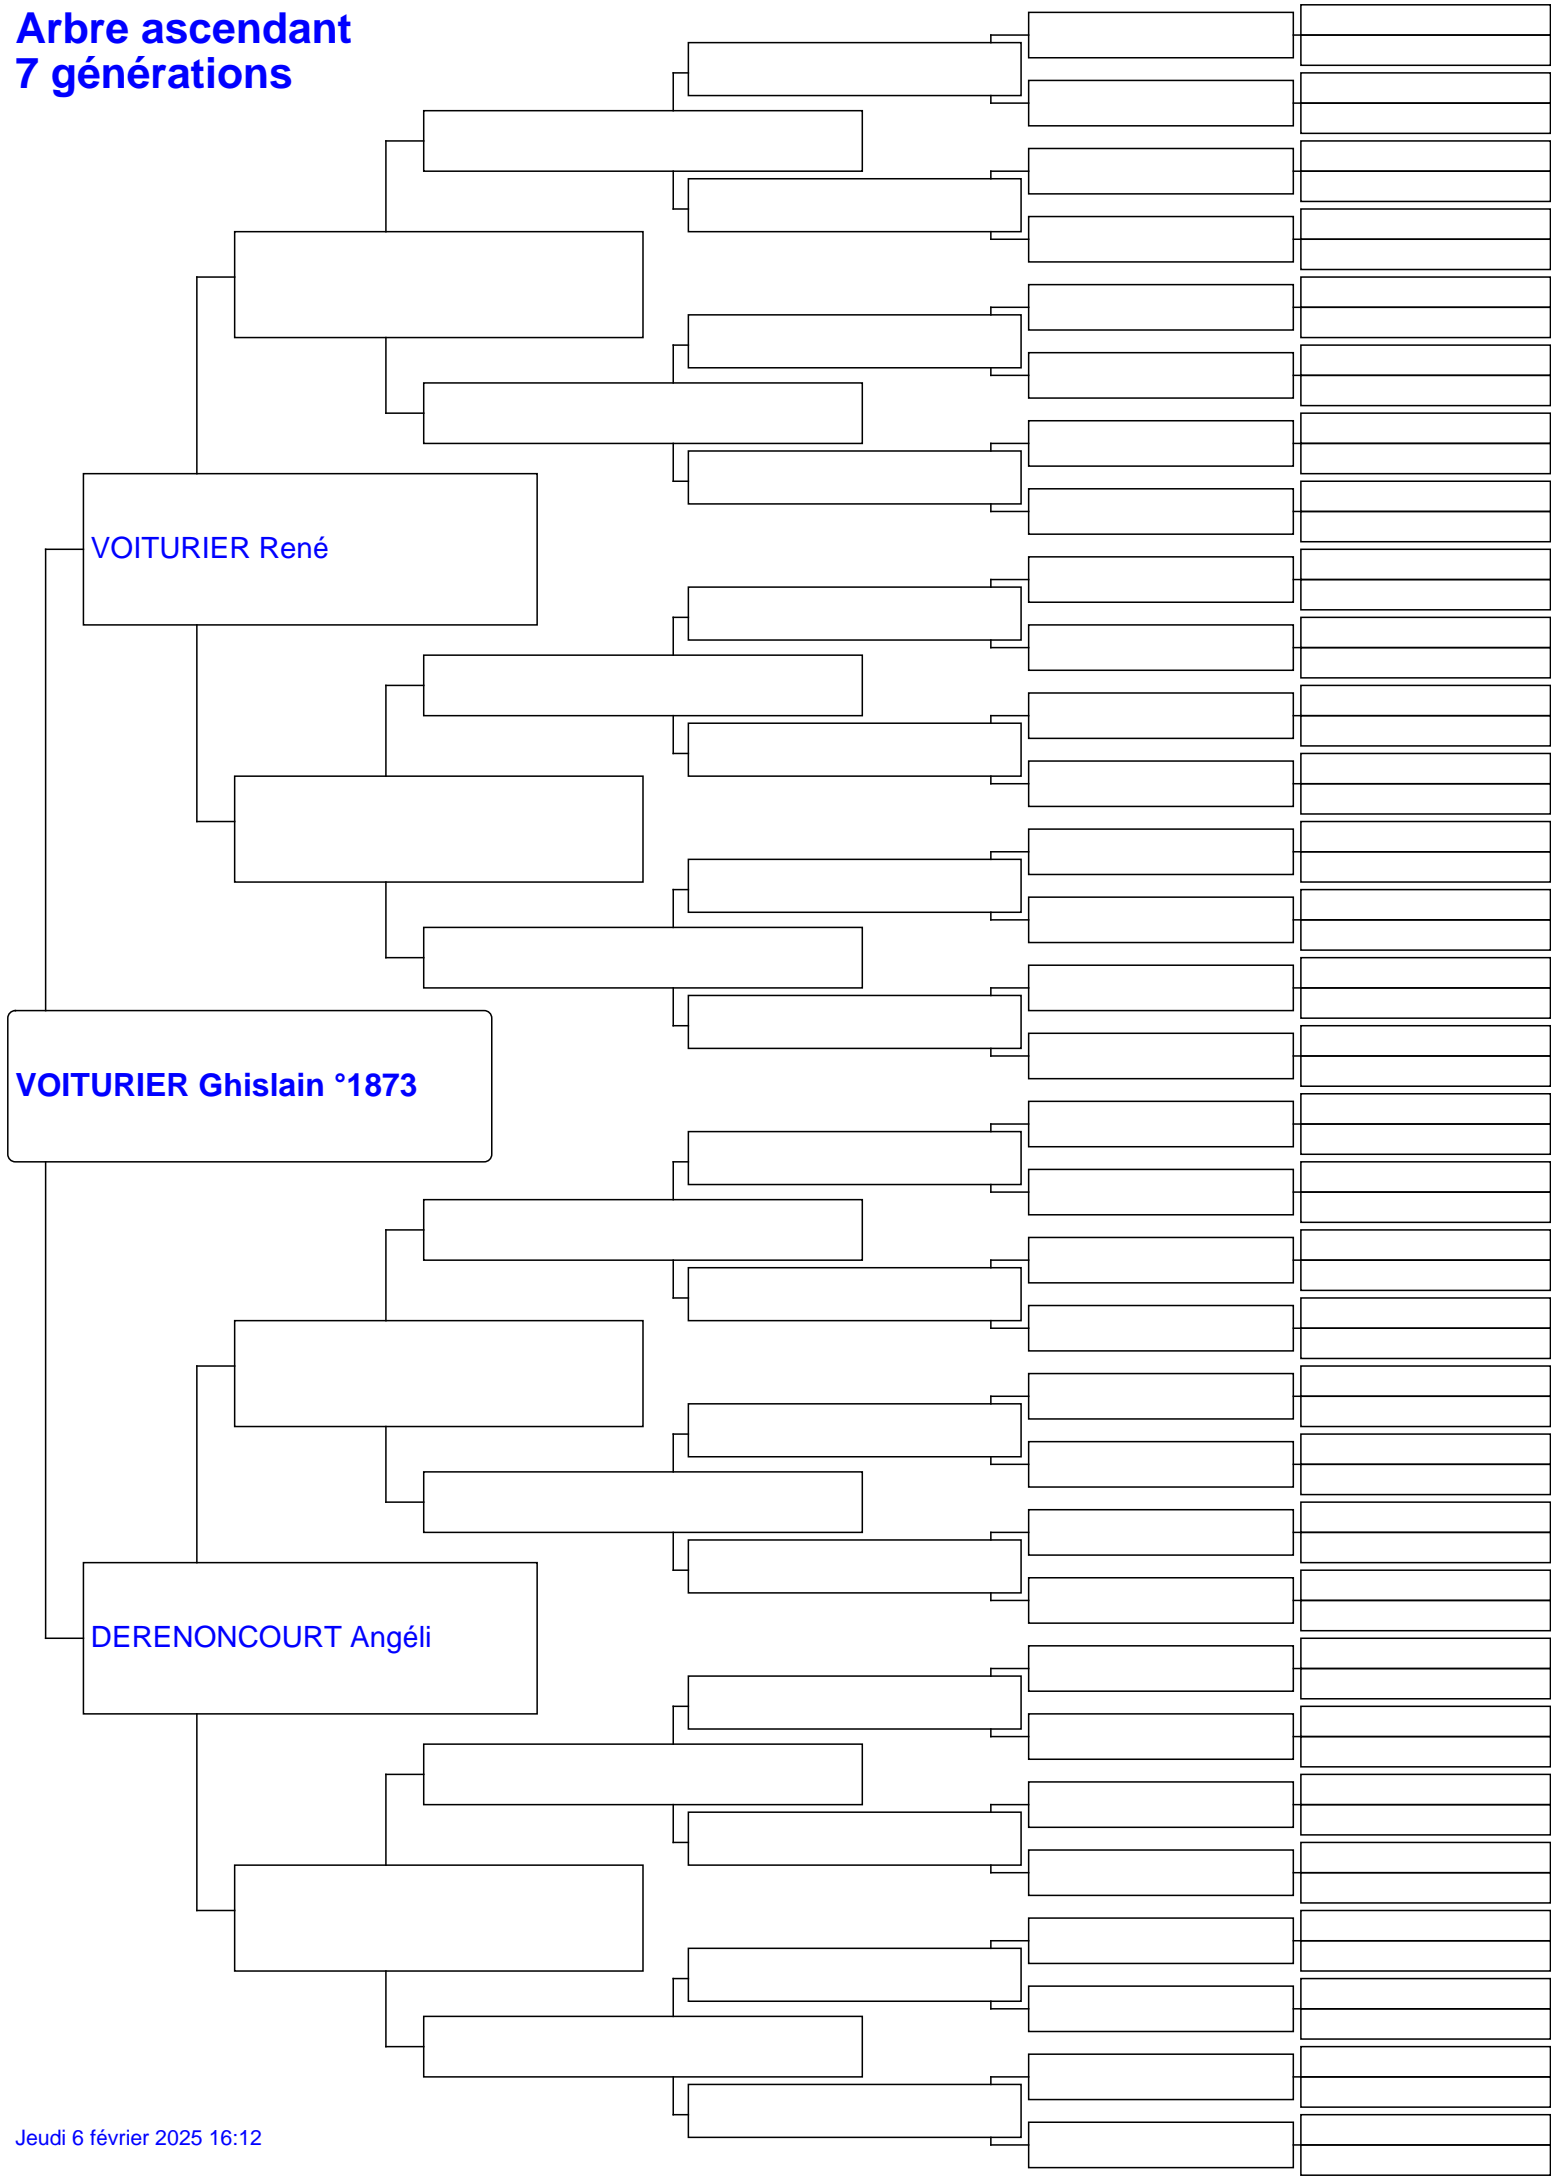 Arbre ascendant
7 générations
VOITURIER René
VOITURIER Ghislain °1873
DERENONCOURT Angéli
Jeudi 6 février 2025 16:12